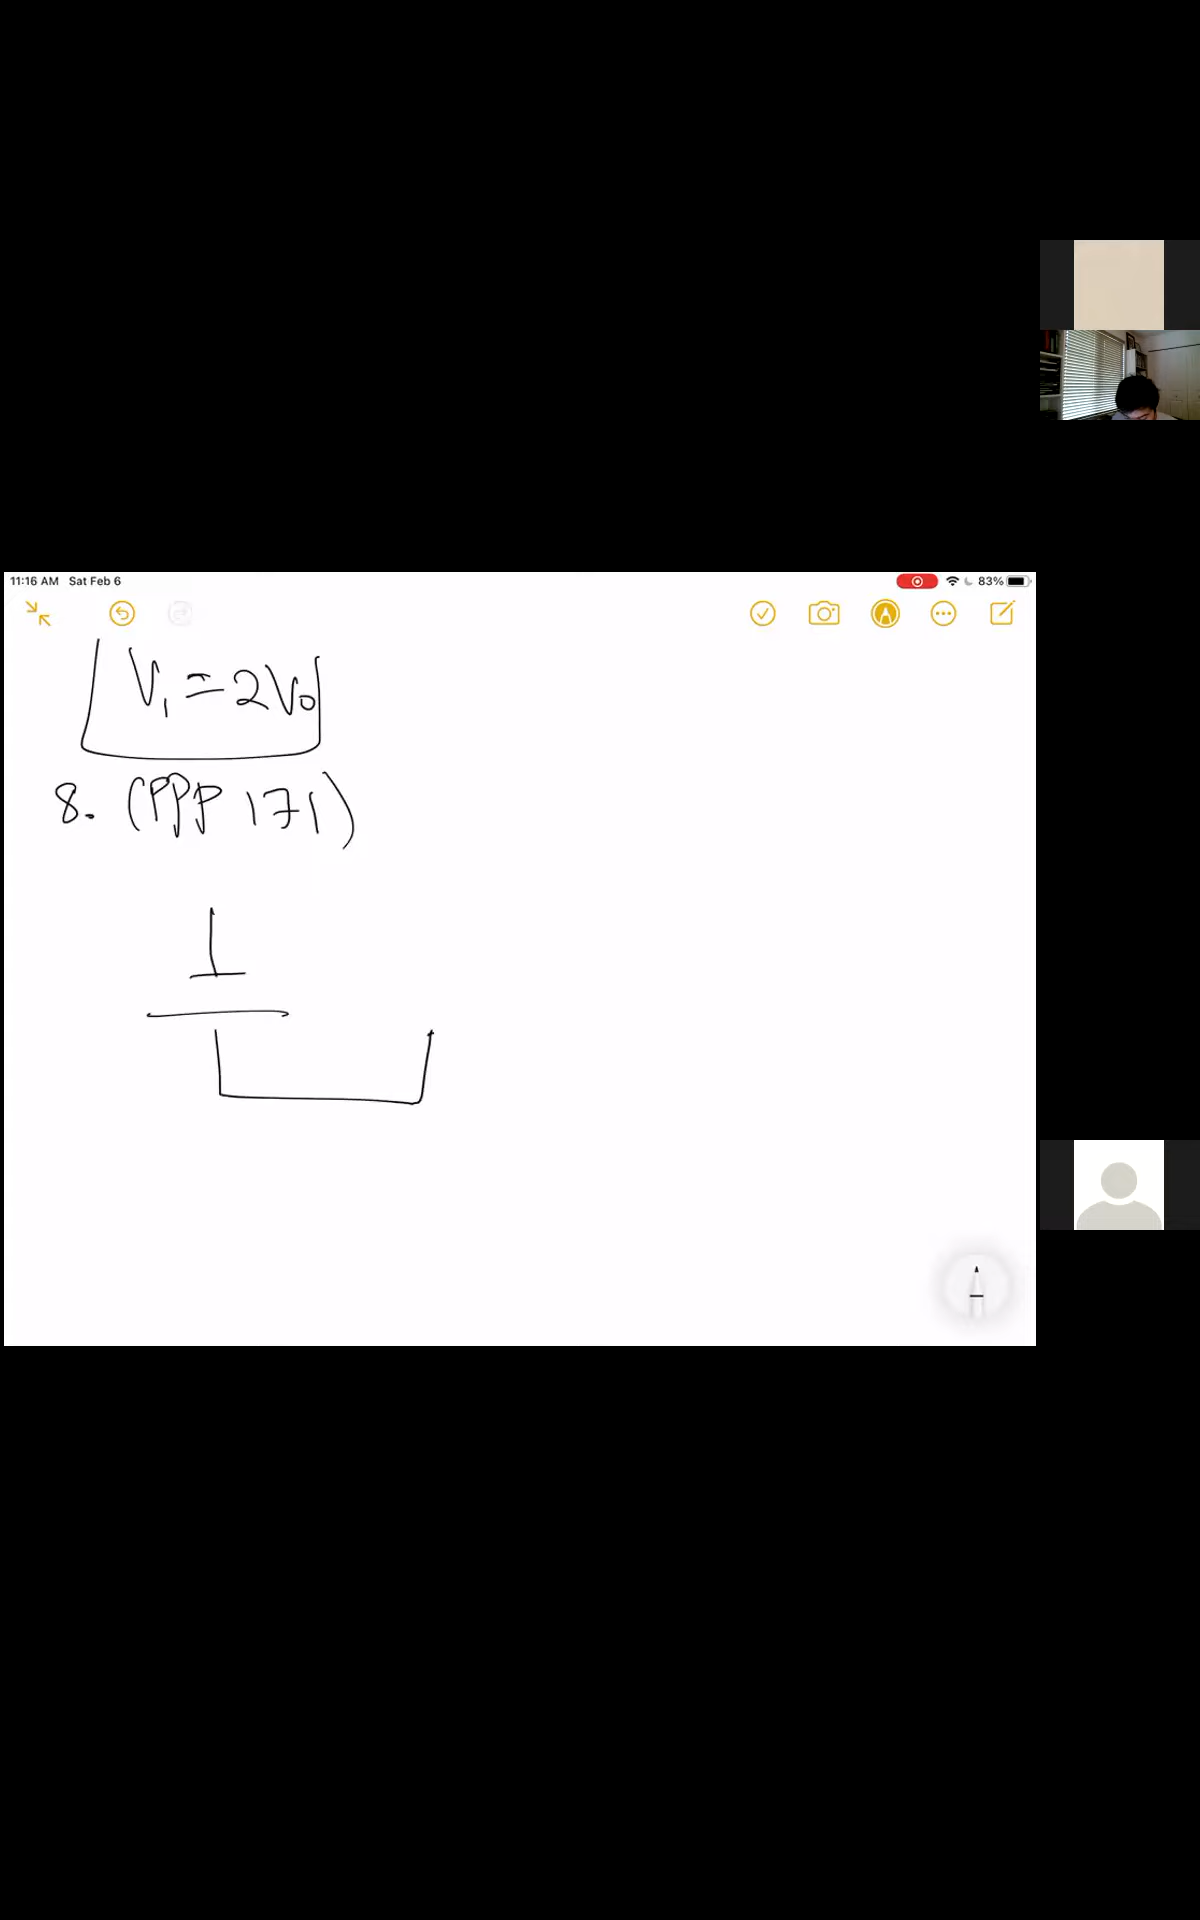 11:16 AM Sat Feb 6 83%
V₁ = 2V₀
8. (PPP 171)